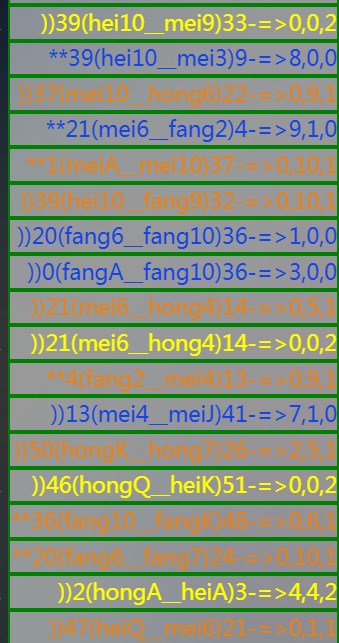 ))39(hei10__mei9)33-=>0,0,2
**39(hei10__mei3)9-=>8,0,0
))37(mei10__hong6)22-=>0,9,1
**21(mei6__fang2)4-=>9,1,0
**1(meiA__mei10)37-=>0,10,1
))39(hei10__fang9)32-=>0,10,1
))20(fang6__fang10)36-=>1,0,0
))0(fangA__fang10)36-=>3,0,0
))21(mei6__hong4)14-=>0,5,1
))21(mei6__hong4)14-=>0,0,2
**4(fang2__mei4)13-=>0,9,1
))13(mei4__meiJ)41-=>7,1,0
))50(hongK__hong7)26-=>2,5,1
))46(hongQ__heiK)51-=>0,0,2
**36(fang10__fangK)48-=>0,6,1
**20(fang6__fang7)24-=>0,10,1
))2(hongA__heiA)3-=>4,4,2
))47(heiQ__mei6)21-=>0,1,1